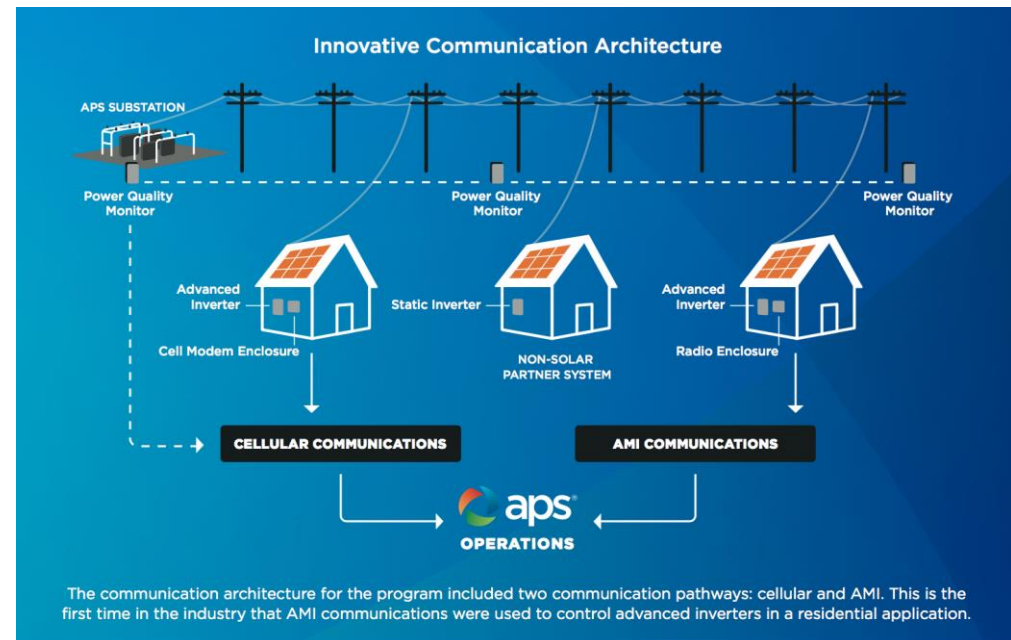 Innovative Communication Architecture
APS SUBSTATION
Power Quality
Monitor
Power Quality
Monitor
Power Quality
Monitor
Advanced
Inverter
Cell Modem Enclosure
Static Inverter
NON-SOLAR
PARTNER SYSTEM
Advanced
Inverter
Radio Enclosure
CELLULAR COMMUNICATIONS
AMI COMMUNICATIONS
aps®
OPERATIONS
The communication architecture for the program included two communication pathways: cellular and AMI. This is the
first time in the industry that AMI communications were used to control advanced inverters in a residential application.